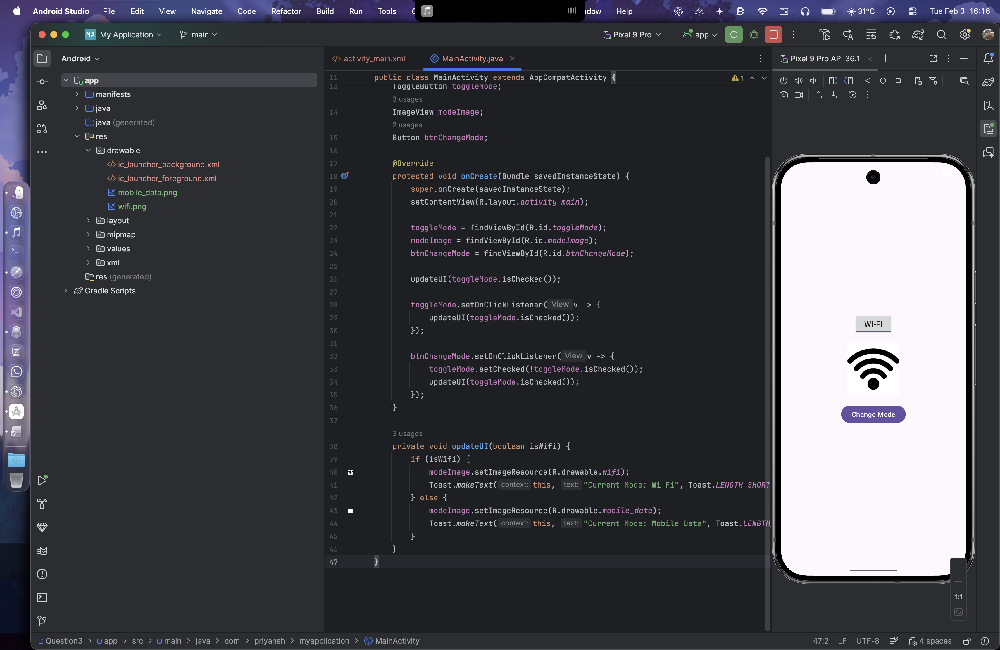 Android Studio File Edit View Navigate Code Refactor Build Run Tools dow Help 31°C Tue Feb 3 16:16
MA My Application main Pixel 9 Pro app
Android
app
manifests
java
java (generated)
res
drawable
ic_launcher_background.xml
ic_launcher_foreground.xml
mobile_data.png
wifi.png
layout
mipmap
values
xml
res (generated)
Gradle Scripts
activity_main.xml MainActivity.java
11 public class MainActivity extends AppCompatActivity { 1
13 ToggleButton toggleMode;
3 usages
14 ImageView modeImage;
2 usages
15 Button btnChangeMode;
16
17 @Override
18 protected void onCreate(Bundle savedInstanceState) {
19 super.onCreate(savedInstanceState);
20 setContentView(R.layout.activity_main);
21
22 toggleMode = findViewById(R.id.toggleMode);
23 modeImage = findViewById(R.id.modeImage);
24 btnChangeMode = findViewById(R.id.btnChangeMode);
25
26 updateUI(toggleMode.isChecked());
27
28 toggleMode.setOnClickListener( View v -> {
29 updateUI(toggleMode.isChecked());
30 });
31
32 btnChangeMode.setOnClickListener( View v -> {
33 toggleMode.setChecked(!toggleMode.isChecked());
34 updateUI(toggleMode.isChecked());
35 });
36 }
37
3 usages
38 private void updateUI(boolean isWifi) {
39 if (isWifi) {
40 modeImage.setImageResource(R.drawable.wifi);
41 Toast.makeText( context: this, text: "Current Mode: Wi-Fi", Toast.LENGTH_SHORT
42 } else {
43 modeImage.setImageResource(R.drawable.mobile_data);
44 Toast.makeText( context: this, text: "Current Mode: Mobile Data", Toast.LENGTH_
45 }
46 }
47 }
Pixel 9 Pro API 36.1
WI-FI
Change Mode
1:1
Question3 > app > src > main > java > com > priyansh > myapplication > MainActivity
47:2 LF UTF-8 4 spaces